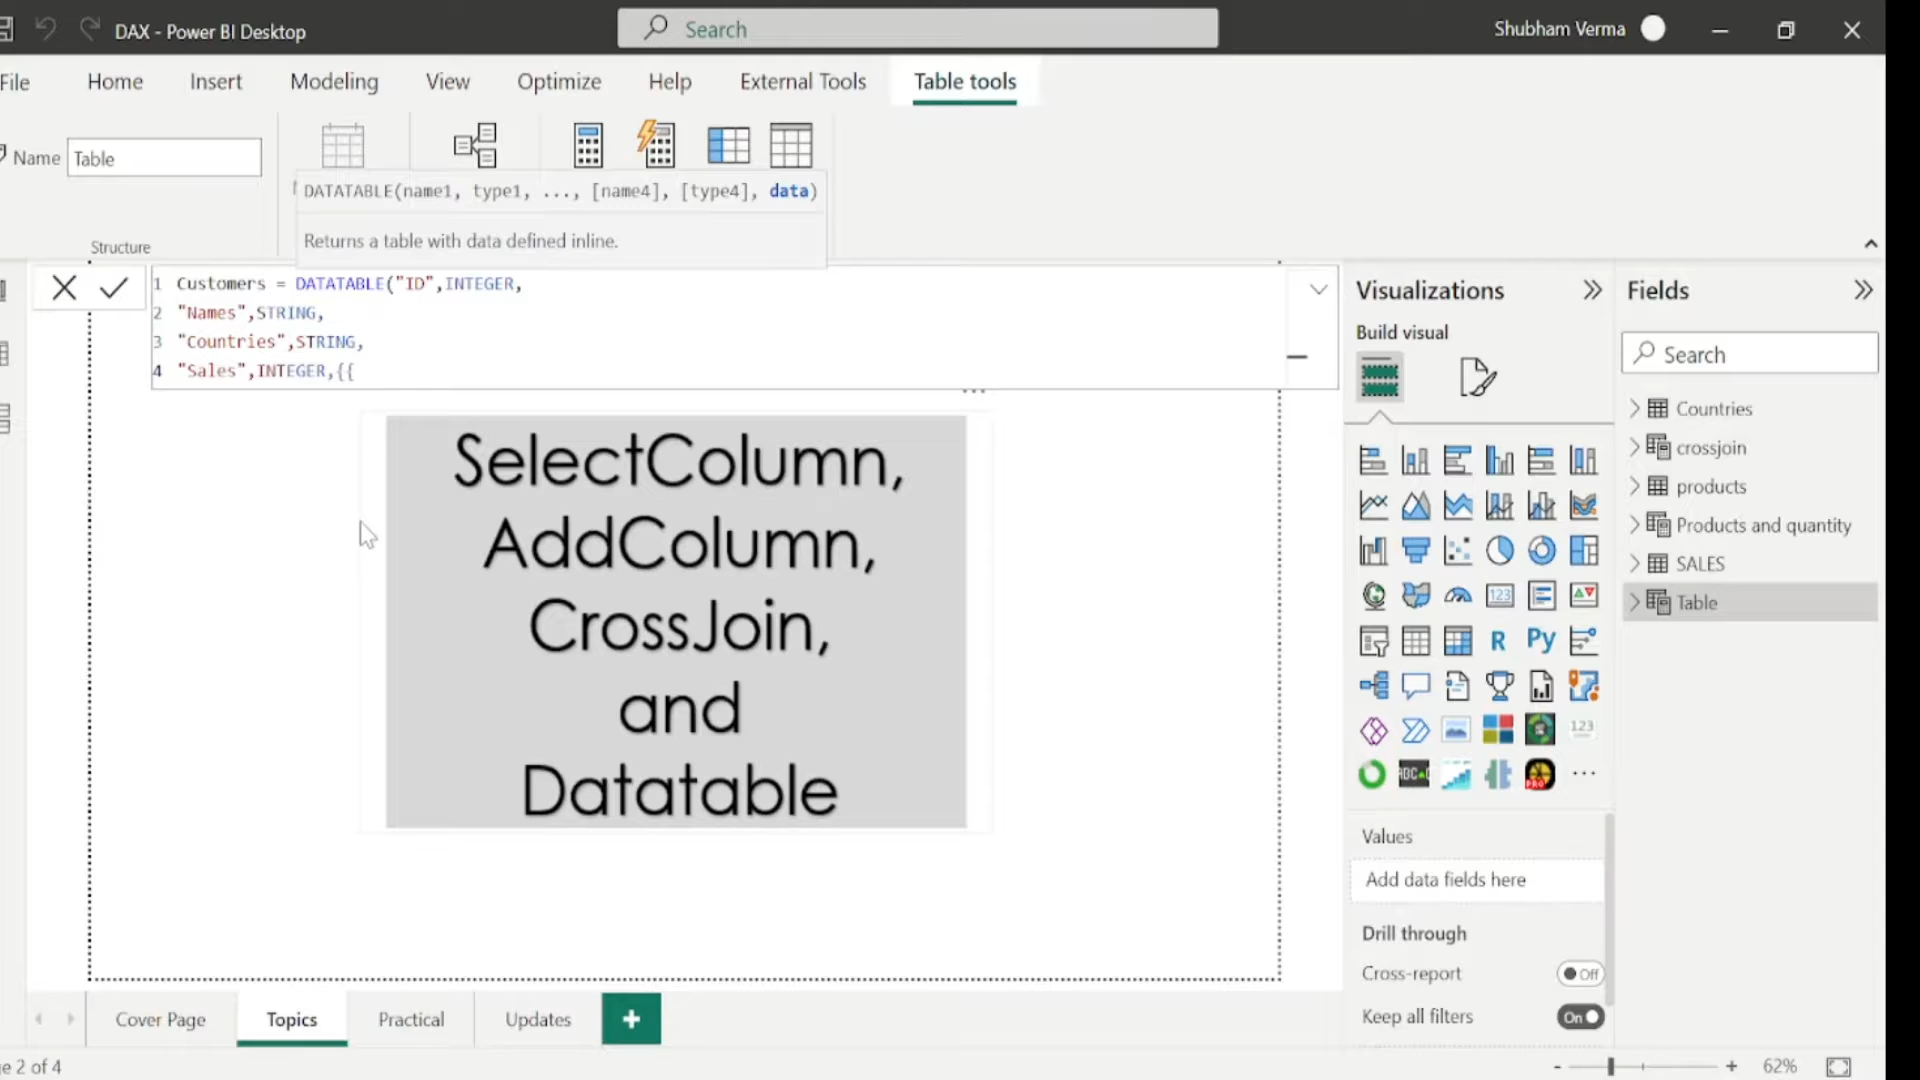 DAX - Power BI Desktop
Search
Shubham Verma
File
Home
Insert
Modeling
View
Optimize
Help
External Tools
Table tools
Name
Table
Structure
DATATABLE(name1, type1, ..., [name4], [type4], data)
Returns a table with data defined inline.
1 Customers = DATATABLE("ID",INTEGER,
2 "Names",STRING,
3 "Countries",STRING,
4 "Sales",INTEGER,{{
SelectColumn,
AddColumn,
CrossJoin,
and
Datatable
Visualizations
Build visual
123
R
Py
123
ABC
PRO
Values
Add data fields here
Drill through
Cross-report
Off
Keep all filters
On
Fields
Search
Countries
crossjoin
products
Products and quantity
SALES
Table
Cover Page
Topics
Practical
Updates
e 2 of 4
62%